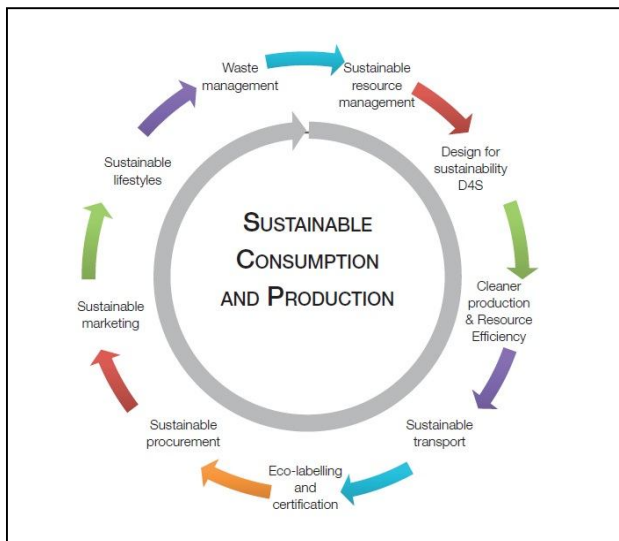 SUSTAINABLE
CONSUMPTION
AND PRODUCTION
Waste
management
Sustainable
resource
management
Design for
sustainability
D4S
Cleaner
production
& Resource
Efficiency
Sustainable
transport
Eco-labelling
and
certification
Sustainable
procurement
Sustainable
marketing
Sustainable
lifestyles